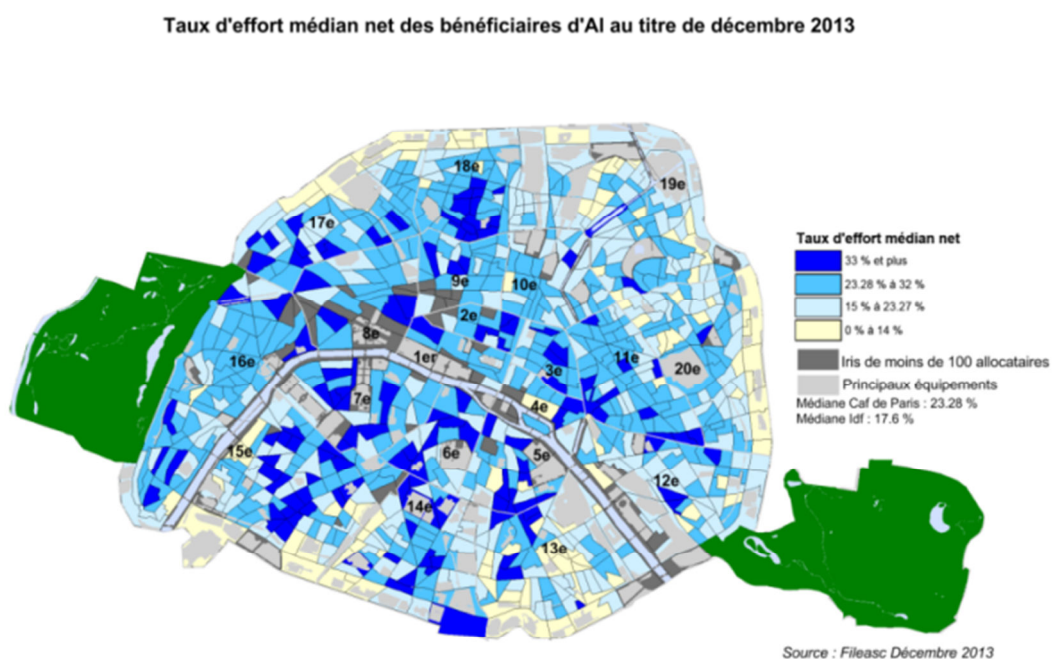 Taux d'effort médian net des bénéficiaires d'Al au titre de décembre 2013
18e
19e
17e
9e
10e
2e
8e
1er
16e
3e
11e
20e
7e
4e
15e
6e
5e
12e
14e
13e
Taux d'effort médian net
33 % et plus
23.28 % à 32 %
15 % à 23.27 %
0 % à 14 %
Iris de moins de 100 allocataires
Principaux équipements
Médiane Caf de Paris : 23.28 %
Médiane Idf : 17.6 %
Source : Fileasc Décembre 2013